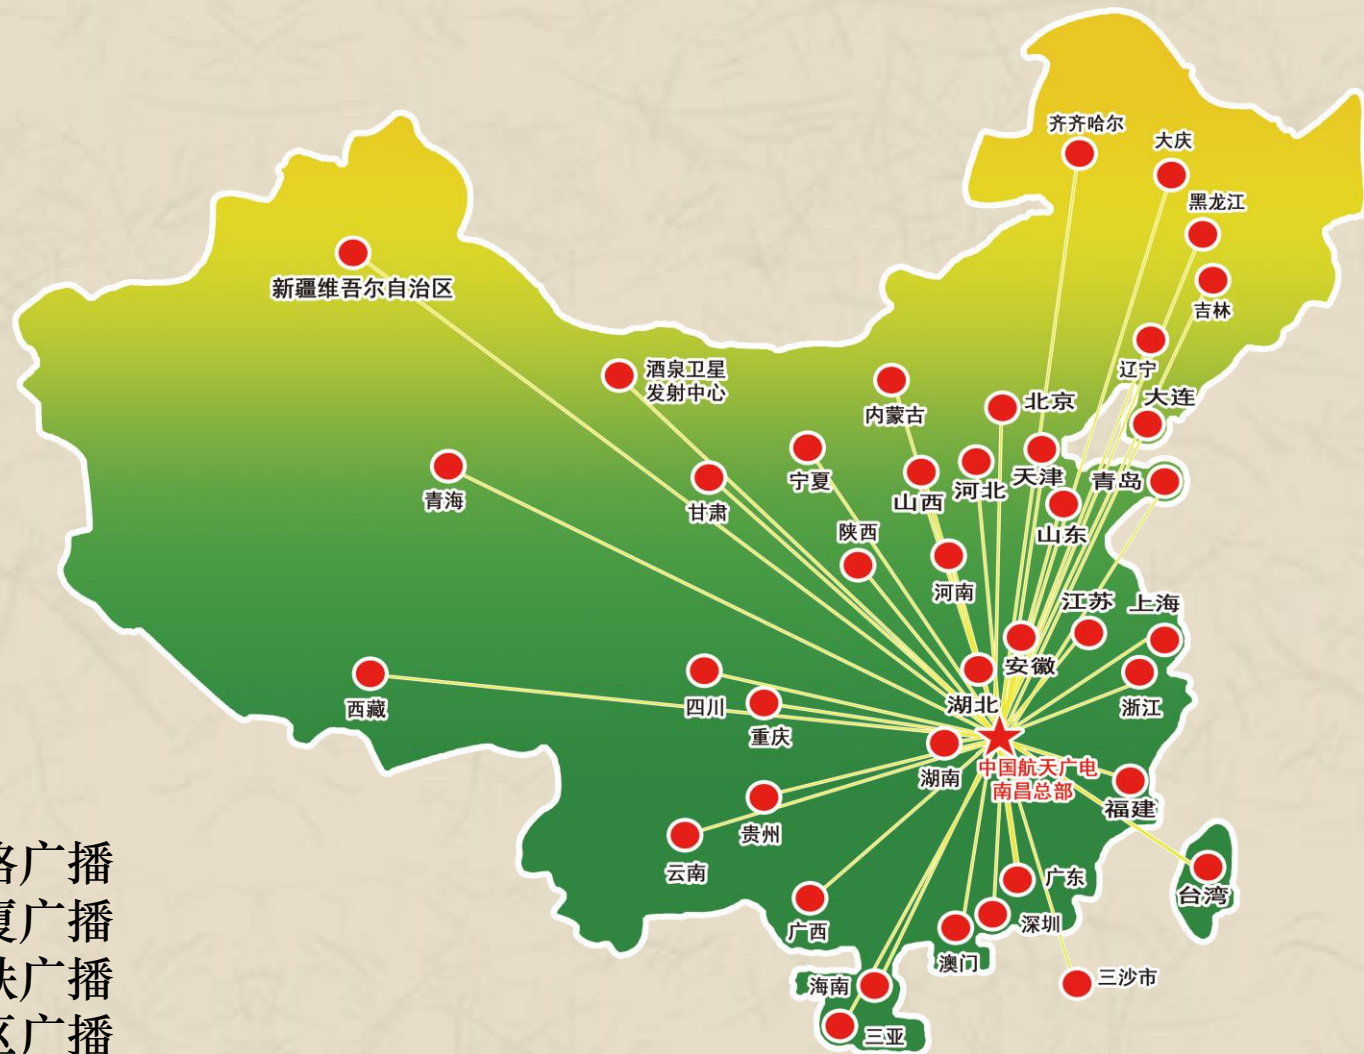 齐齐哈尔
大庆
黑龙江
新疆维吾尔自治区
吉林
酒泉卫星
发射中心
辽宁
大连
内蒙古
北京
宁夏
山西
河北
天津
青岛
青海
甘肃
陕西
山东
河南
江苏
上海
安徽
西藏
四川
重庆
湖北
浙江
湖南
中国航天广电
南昌总部
福建
贵州
云南
广东
台湾
广西
深圳
澳门
三沙市
海南
三亚
广播
厦广播
广播
区广播